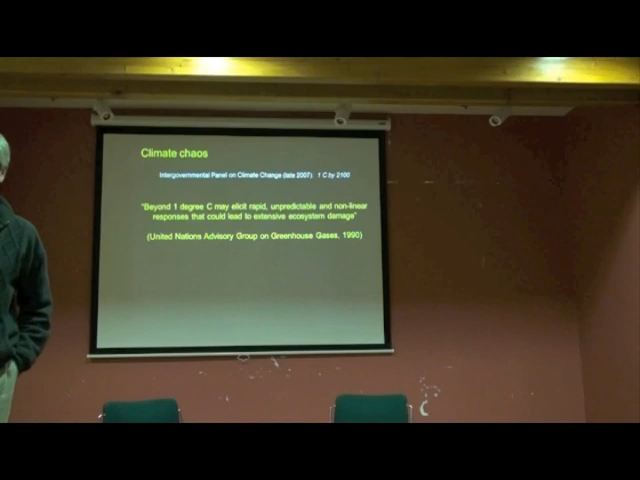 Climate chaos
Intergovernmental Panel on Climate Change (late 2007): 1 C by 2100
"Beyond 1 degree C may elicit rapid, unpredictable and non-linear
responses that could lead to extensive ecosystem damage"
(United Nations Advisory Group on Greenhouse Gases, 1990)